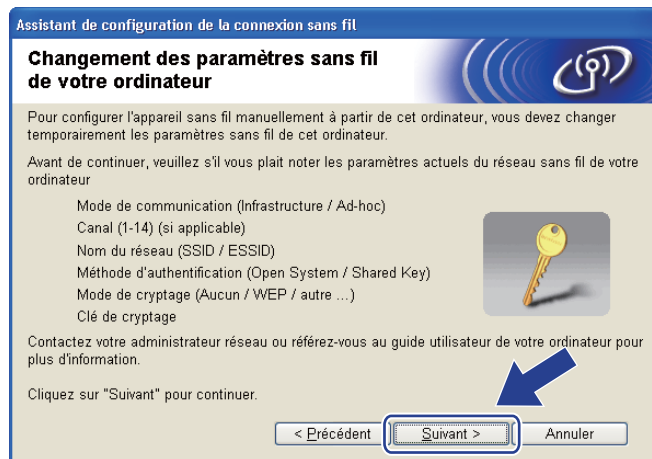 Assistant de configuration de la connexion sans fil
Changement des paramètres sans fil
de votre ordinateur
Pour configurer l'appareil sans fil manuellement à partir de cet ordinateur, vous devez changer
temporairement les paramètres sans fil de cet ordinateur.
Avant de continuer, veuillez s'il vous plait noter les paramètres actuels du réseau sans fil de votre
ordinateur
Mode de communication (Infrastructure / Ad-hoc)
Canal (1-14) (si applicable)
Nom du réseau (SSID / ESSID)
Méthode d'authentification (Open System / Shared Key)
Mode de cryptage (Aucun / WEP / autre ...)
Clé de cryptage
Contactez votre administrateur réseau ou référez-vous au guide utilisateur de votre ordinateur pour
plus d'information.
Cliquez sur "Suivant" pour continuer.
< Précédent Suivant > Annuler